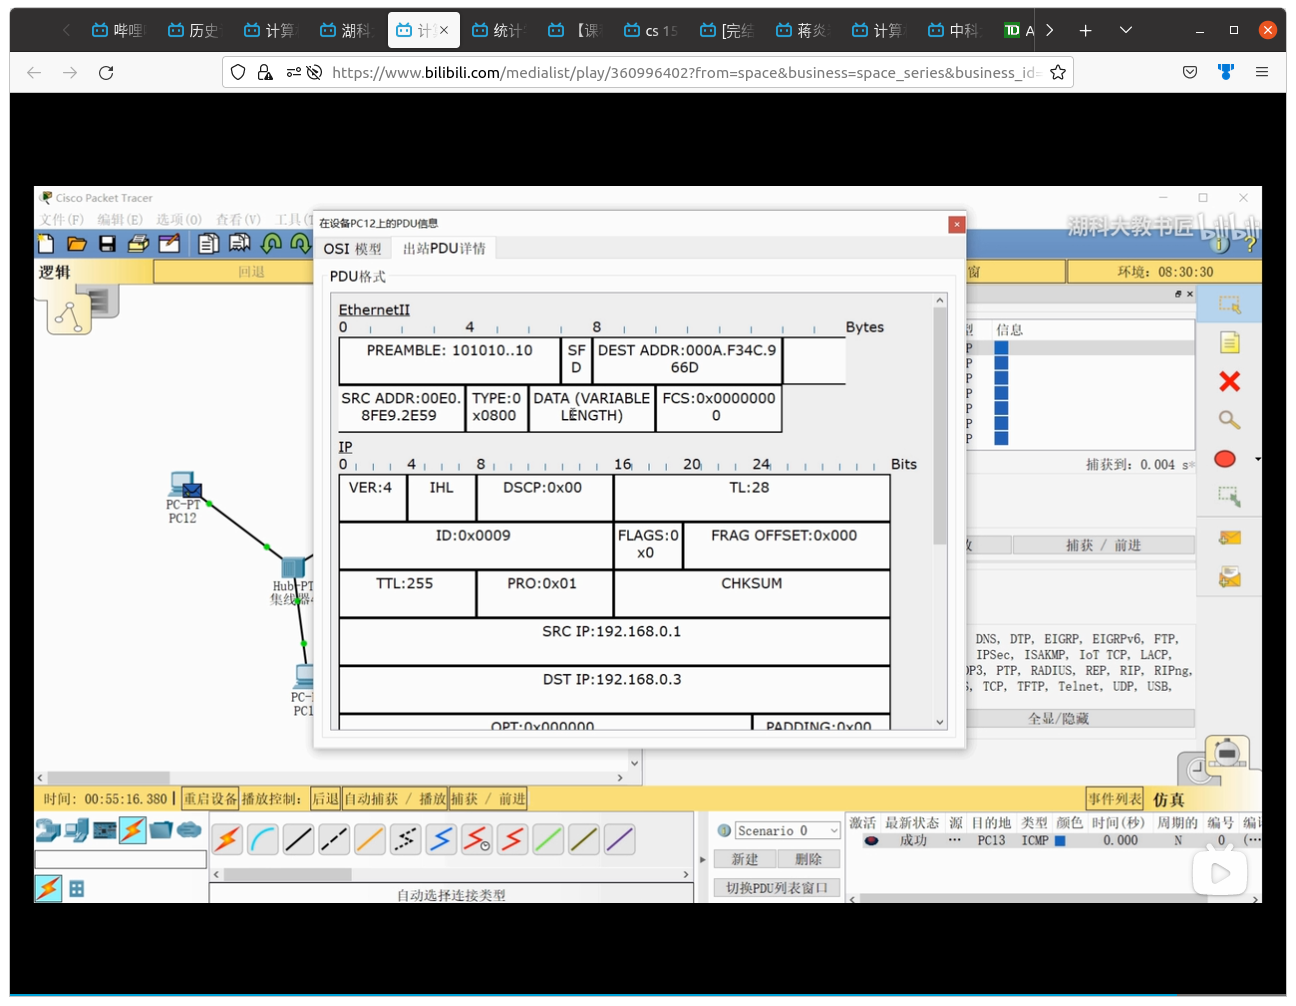 哔哩
历史
计算
湖科
计
统计
【课
cs 15
[完结
蒋炎
计算
中科
TD A
https://www.bilibili.com/medialist/play/360996402?from=space&business=space_series&business_id=
Cisco Packet Tracer
文件(F) 编辑(E) 选项(O) 查看(V) 工具(T
湖科大教书匠 bilibili
逻辑
回退
窗
环境: 08:30:30
在设备PC12上的PDU信息
OSI 模型
出站PDU详情
PDU格式
EthernetII
0 4 8 Bytes
PREAMBLE: 101010..10
SF
D
DEST ADDR:000A.F34C.9
66D
SRC ADDR:00E0.
8FE9.2E59
TYPE:0
x0800
DATA (VARIABLE
LENGTH)
FCS:0x0000000
0
IP
0 4 8 16 20 24 Bits
VER:4 IHL DSCP:0x00 TL:28
ID:0x0009
FLAGS:0
x0
FRAG OFFSET:0x000
TTL:255 PRO:0x01 CHKSUM
SRC IP:192.168.0.1
DST IP:192.168.0.3
OPT:0x000000 PADDING:0x00
型 信息
P
P
P
P
P
P
P
捕获到: 0.004 s*
捕获 / 前进
DNS, DTP, EIGRP, EIGRPv6, FTP,
IPSec, ISAKMP, IoT TCP, LACP,
P3, PTP, RADIUS, REP, RIP, RIPng,
, TCP, TFTP, Telnet, UDP, USB,
全显/隐藏
PC-PT
PC12
Hub-PT
集线器
PC-
PC1
时间: 00:55:16.380
重启设备
播放控制:
后退
自动捕获 / 播放
捕获 / 前进
事件列表
仿真
Scenario 0
新建
删除
切换PDU列表窗口
自动选择连接类型
激活 最新状态 源 目的地 类型 颜色 时间(秒) 周期的 编号 编辑
成功 ... PC13 ICMP 0.000 N 0 (...